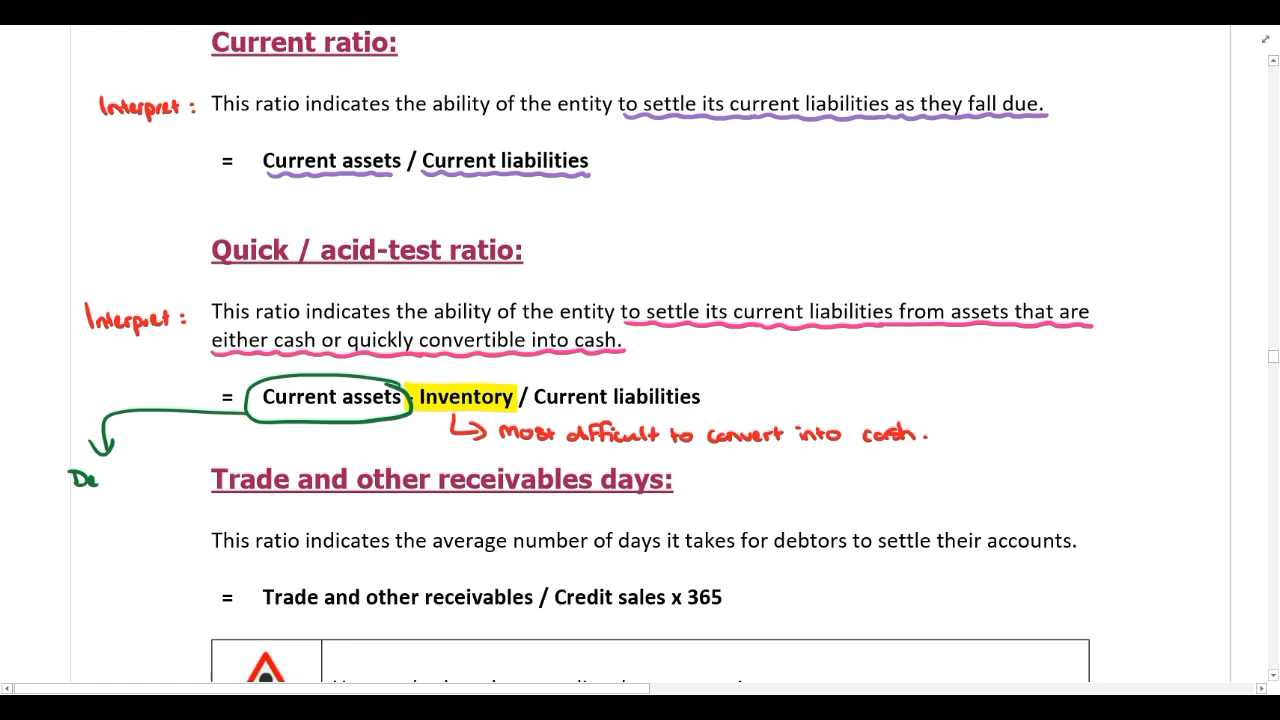 Current ratio:
Interpret : This ratio indicates the ability of the entity to settle its current liabilities as they fall due.
= Current assets / Current liabilities
Quick / acid-test ratio:
Interpret : This ratio indicates the ability of the entity to settle its current liabilities from assets that are
either cash or quickly convertible into cash.
= Current assets - Inventory / Current liabilities
most difficult to convert into cash.
De
Trade and other receivables days:
This ratio indicates the average number of days it takes for debtors to settle their accounts.
= Trade and other receivables / Credit sales x 365